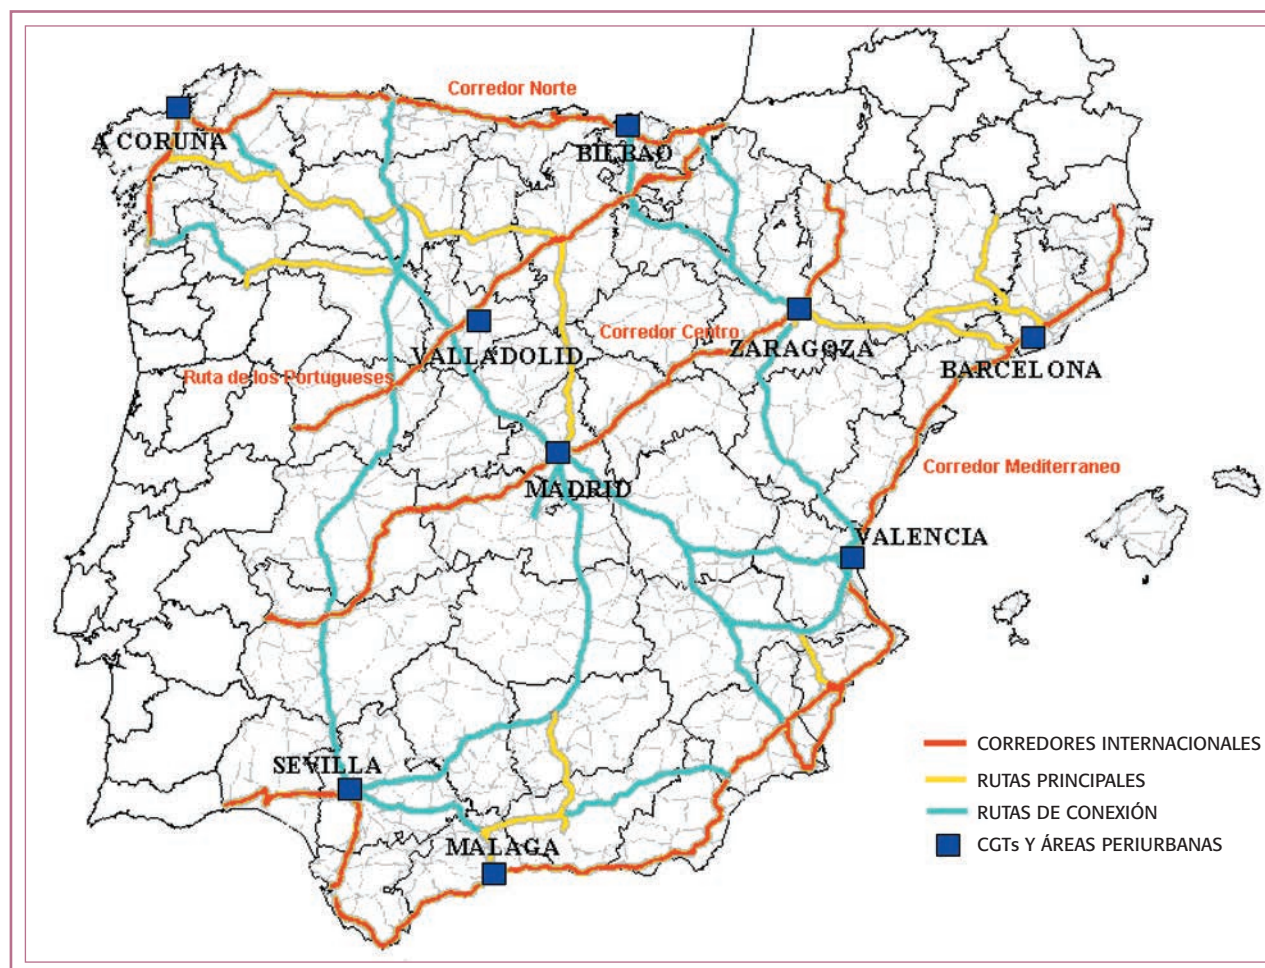 Corredor Norte
A CORUÑA
BILBAO
Corredor Centro
ZARAGOZA
VALLADOLID
BARCELONA
Ruta de los Portugueses
Corredor Mediterraneo
MADRID
VALENCIA
CORREDORES INTERNACIONALES
SEVILLA
RUTAS PRINCIPALES
RUTAS DE CONEXIÓN
MALAGA
CGTs Y ÁREAS PERIURBANAS